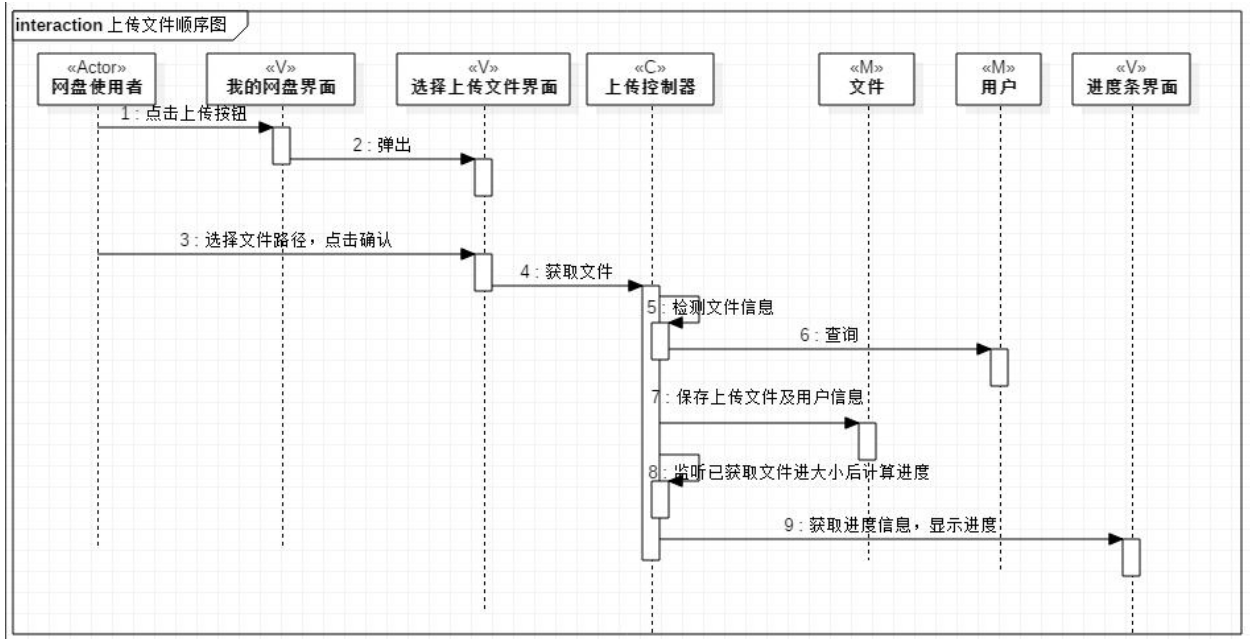 interaction 上传文件顺序图
«Actor»
网盘使用者
«V»
我的网盘界面
«V»
选择上传文件界面
«C»
上传控制器
«M»
文件
«M»
用户
«V»
进度条界面
1 : 点击上传按钮
2 : 弹出
3 : 选择文件路径，点击确认
4 : 获取文件
5 : 检测文件信息
6 : 查询
7 : 保存上传文件及用户信息
8 : 监听已获取文件进大小后计算进度
9 : 获取进度信息，显示进度